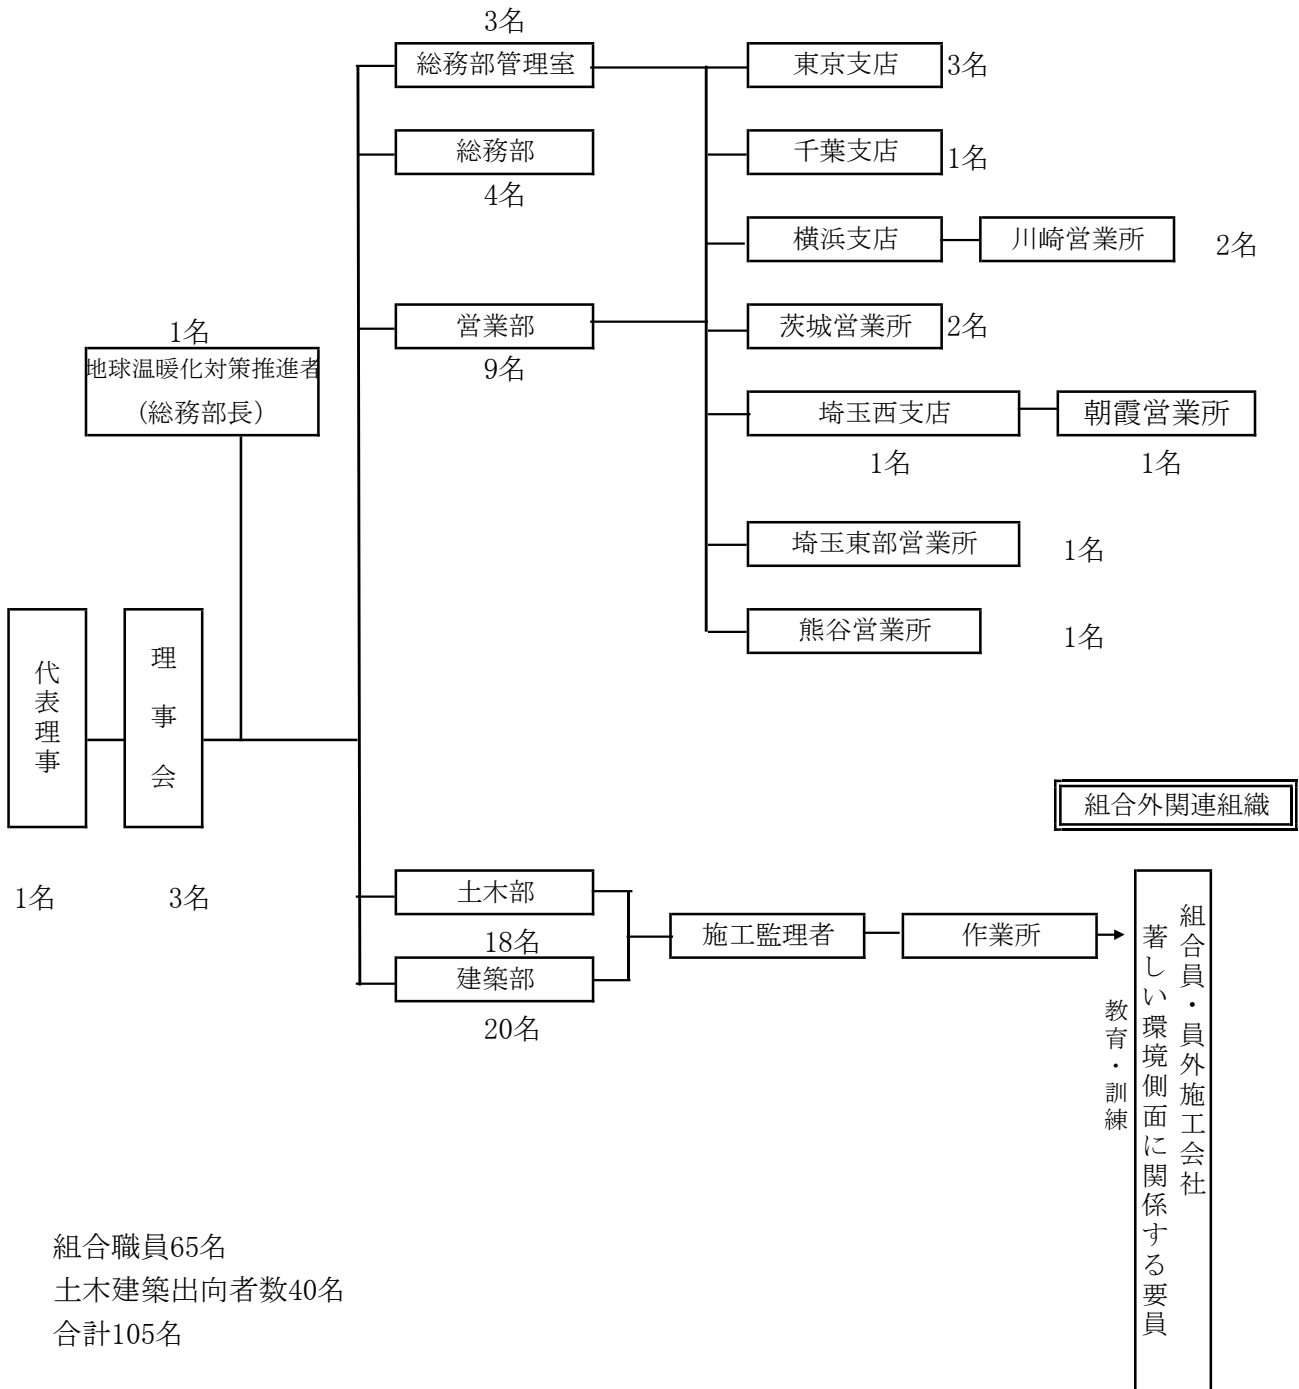 3名
総務部管理室
東京支店
3名
総務部
4名
千葉支店
1名
横浜支店
川崎営業所
2名
営業部
9名
茨城営業所
2名
1名
地球温暖化対策推進者
(総務部長)
埼玉西支店
1名
朝霞営業所
1名
埼玉東部営業所
1名
熊谷営業所
1名
代表理事
1名
理事会
3名
組合外関連組織
土木部
18名
建築部
20名
施工監理者
作業所
教育・訓練
組合員・員外施工会社
著しい環境側面に関係する要員
組合職員65名
土木建築出向者数40名
合計105名